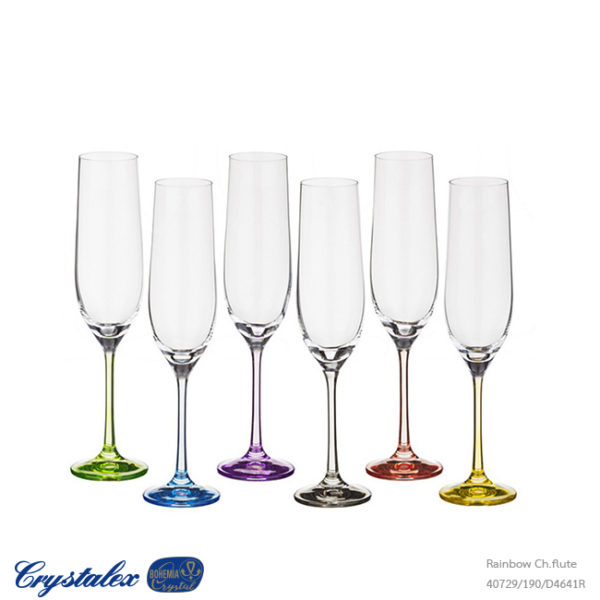 Crystalex
BOHEMIA
Crystal
Rainbow Ch.flute
40729/190/D4641R